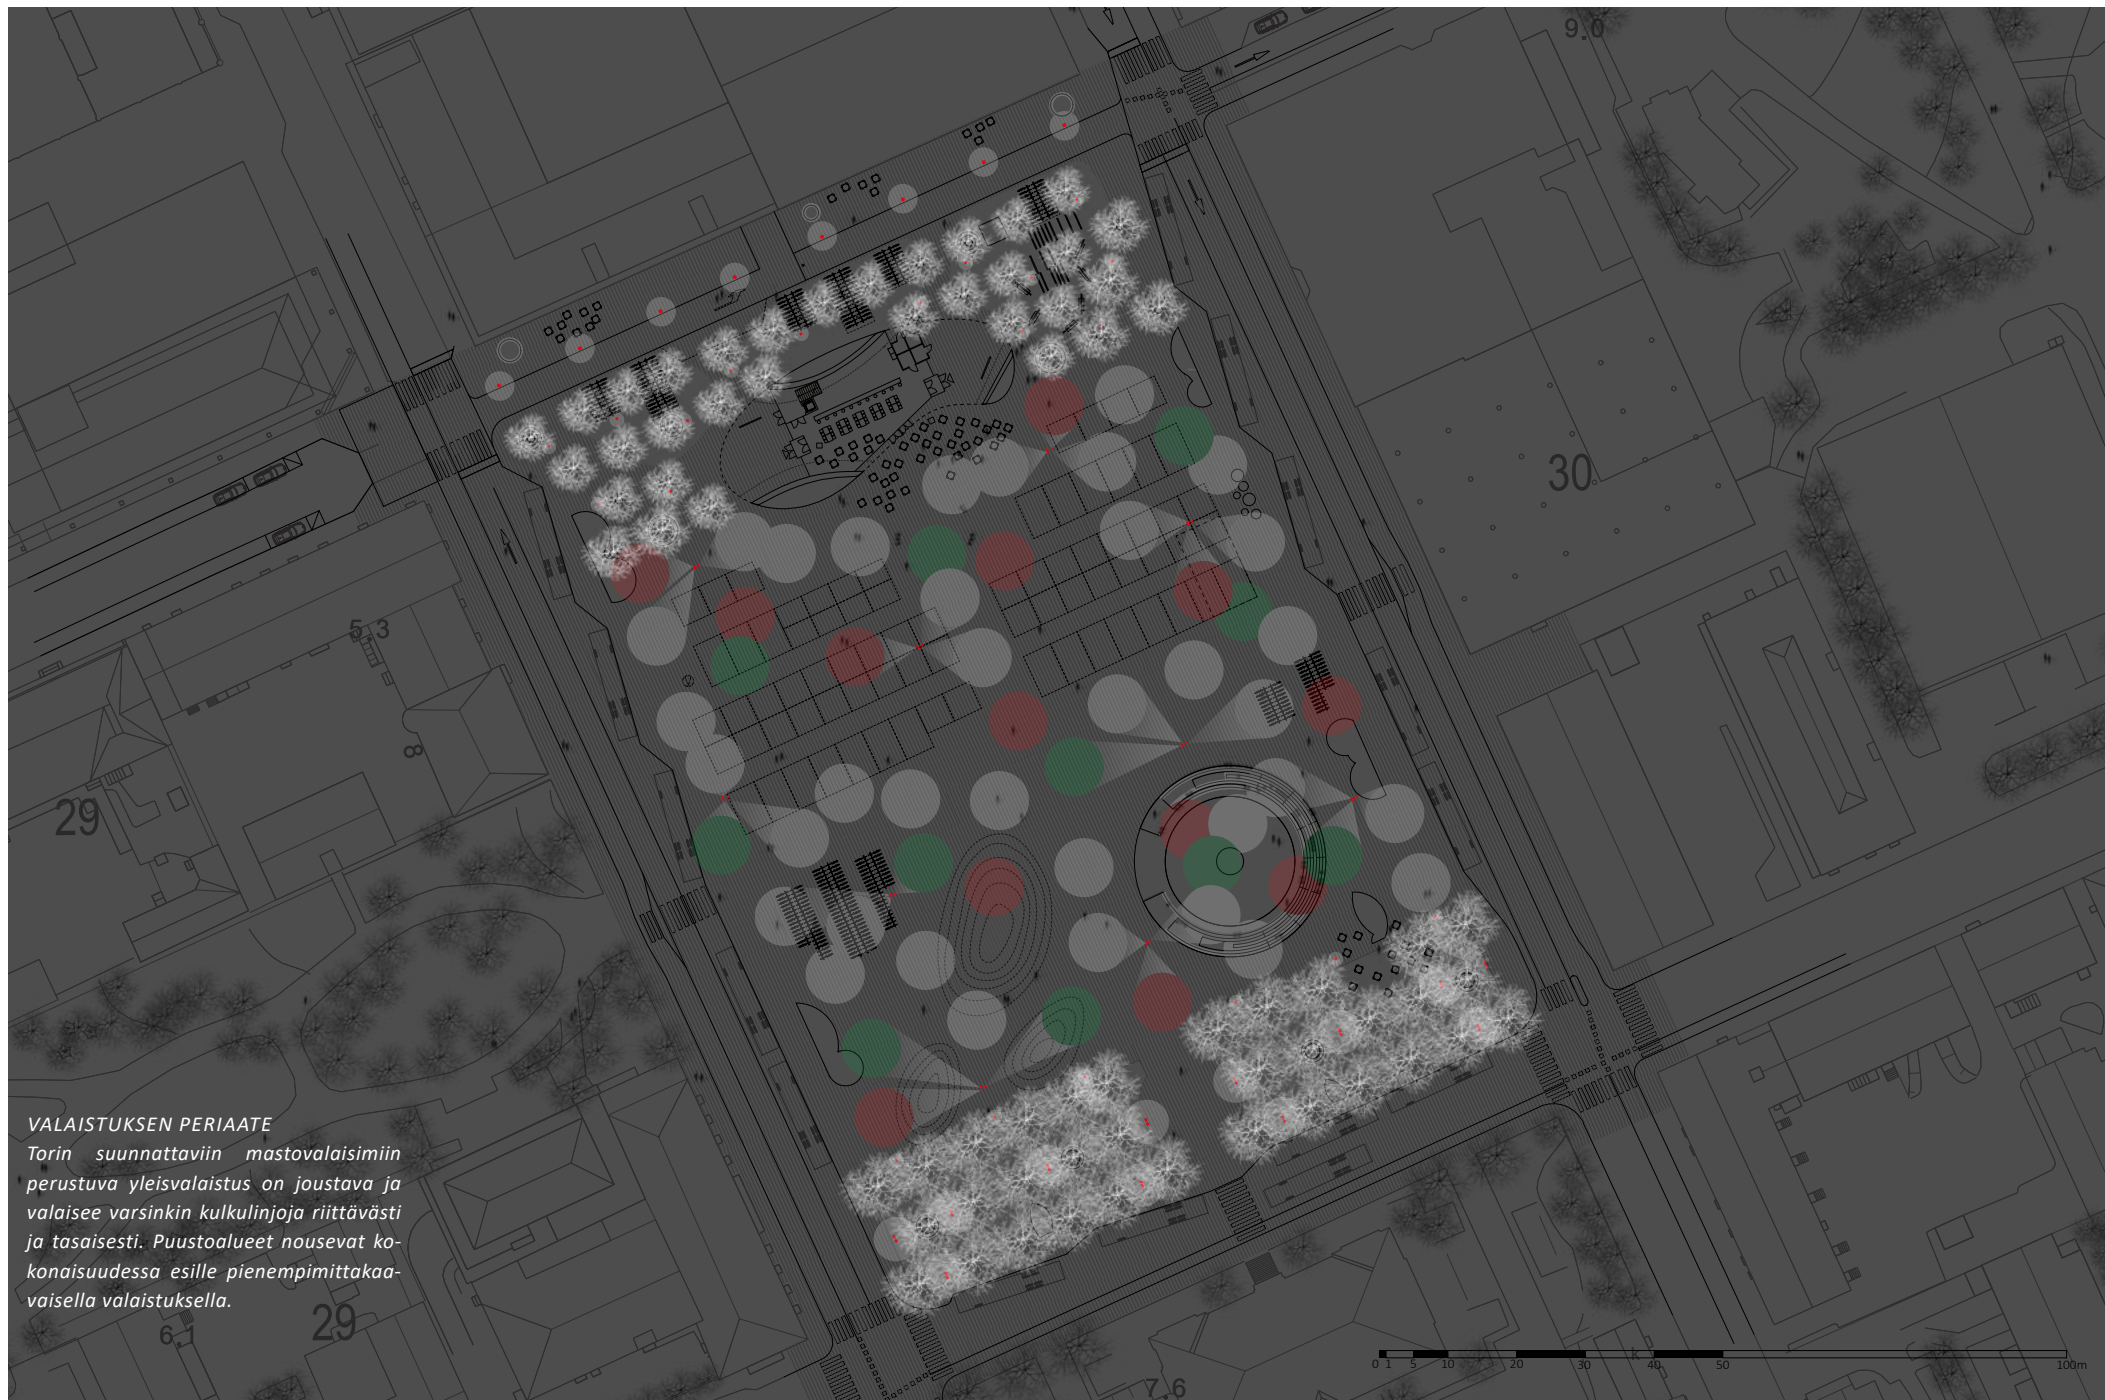 9.0
30
5.3
8
29
VALAISTUKSEN PERIAATE
Torin suunnattaviin mastovalaisimiin
perustuva yleisvalaistus on joustava ja
valaisee varsinkin kulkulinjoja riittävästi
ja tasaisesti. Puustoalueet nousevat ko-
konaisuudessa esille pienempimittakaa-
vaisella valaistuksella.
29
6.1
7.6
k
0 1 5 10 20 30 40 50 100m